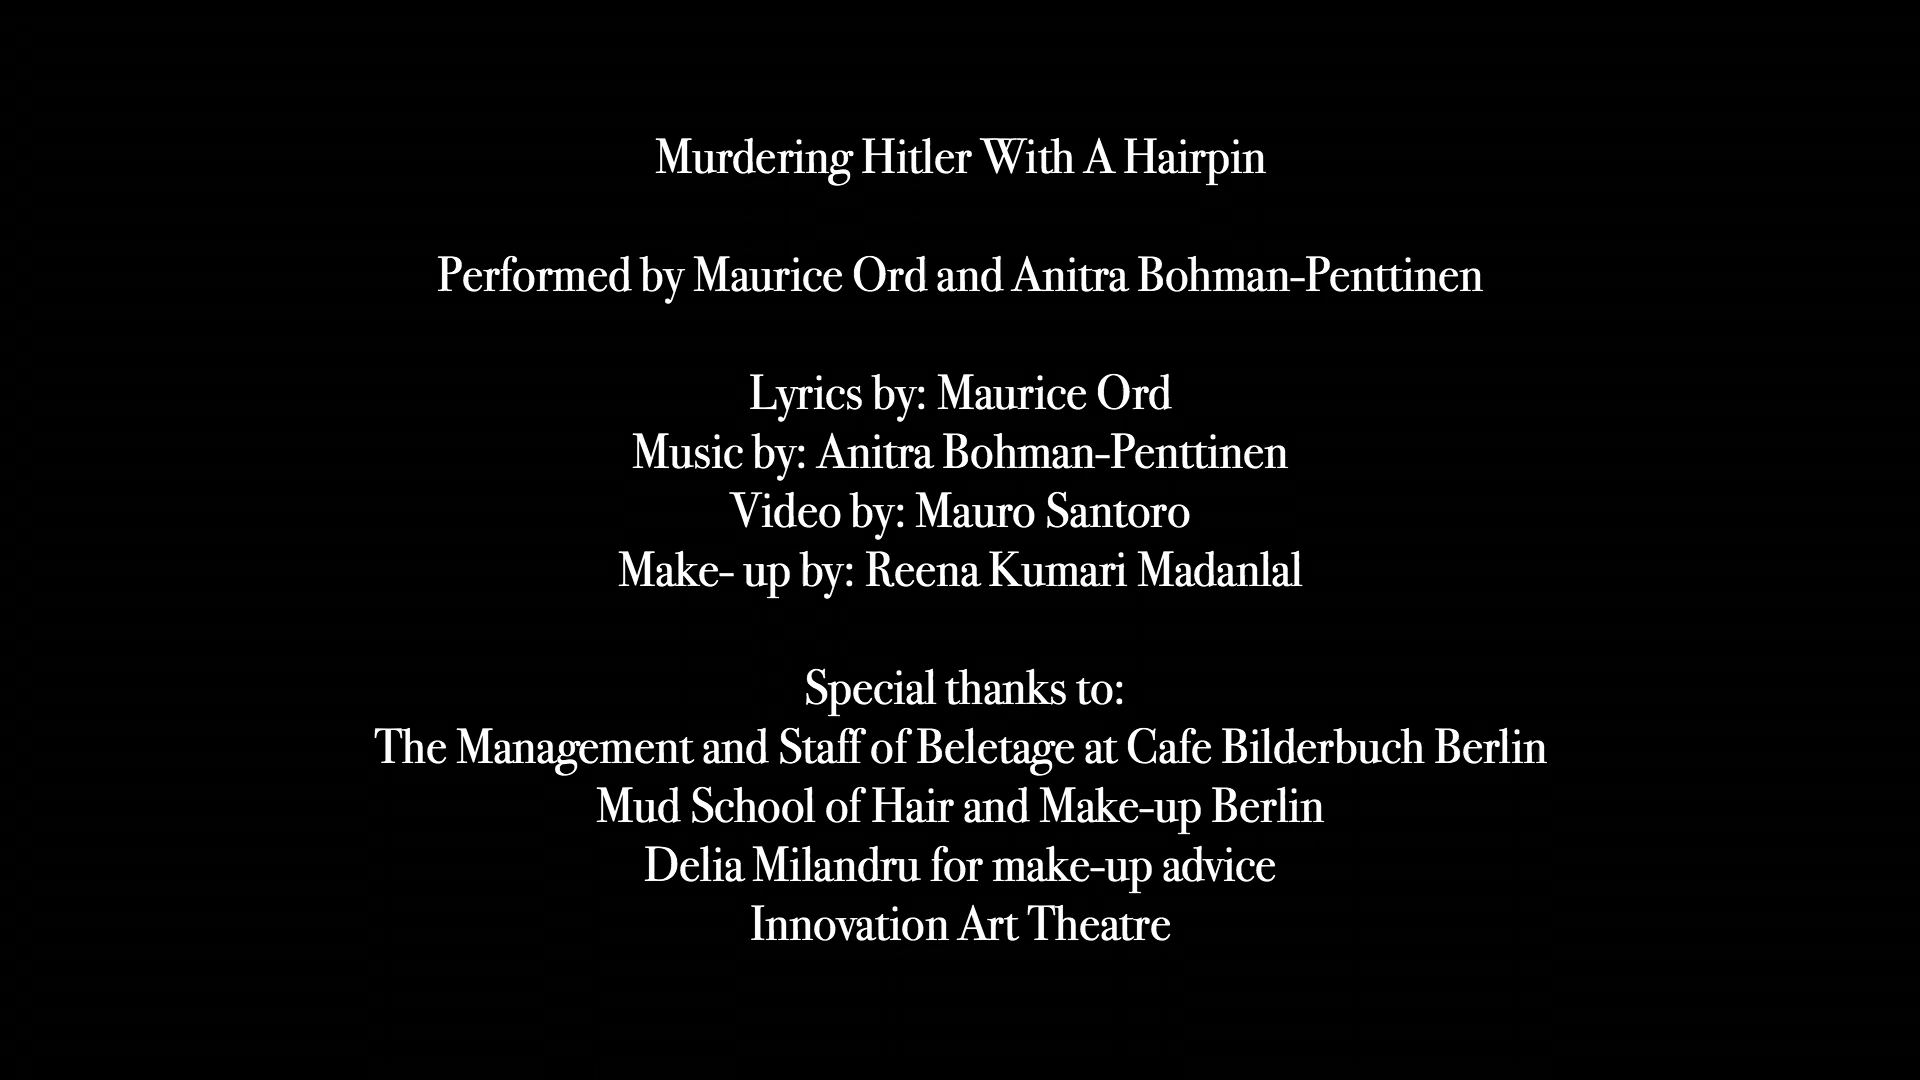 Murdering Hitler With A Hairpin
Performed by Maurice Ord and Anitra Bohman-Penttinen
Lyrics by: Maurice Ord
Music by: Anitra Bohman-Penttinen
Video by: Mauro Santoro
Make- up by: Reena Kumari Madanlal
Special thanks to:
The Management and Staff of Beletage at Cafe Bilderbuch Berlin
Mud School of Hair and Make-up Berlin
Delia Milandru for make-up advice
Innovation Art Theatre